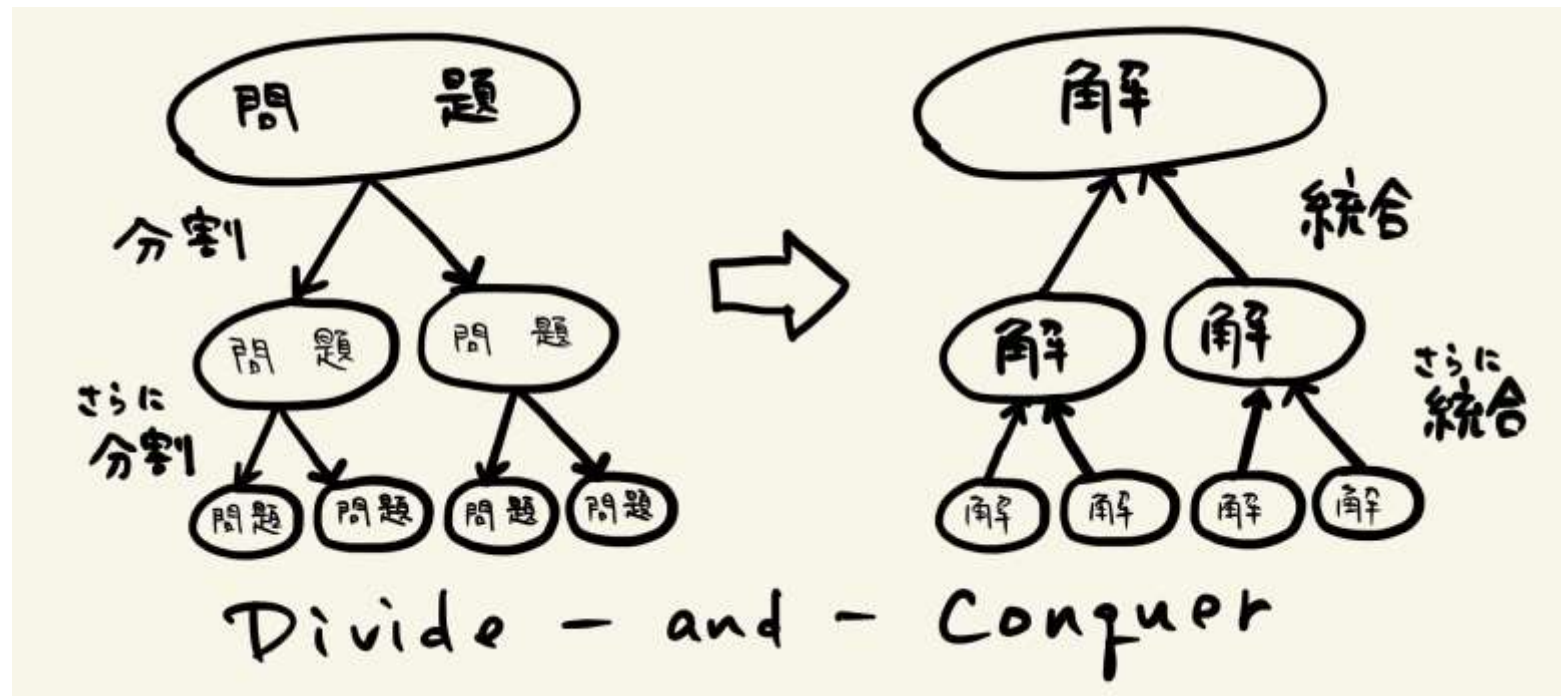 問 題
分割
問 題
問 題
さらに
分割
問題
問題
問題
問題
解
統合
解
解
さらに
統合
解
解
解
解
Divide - and - Conquer